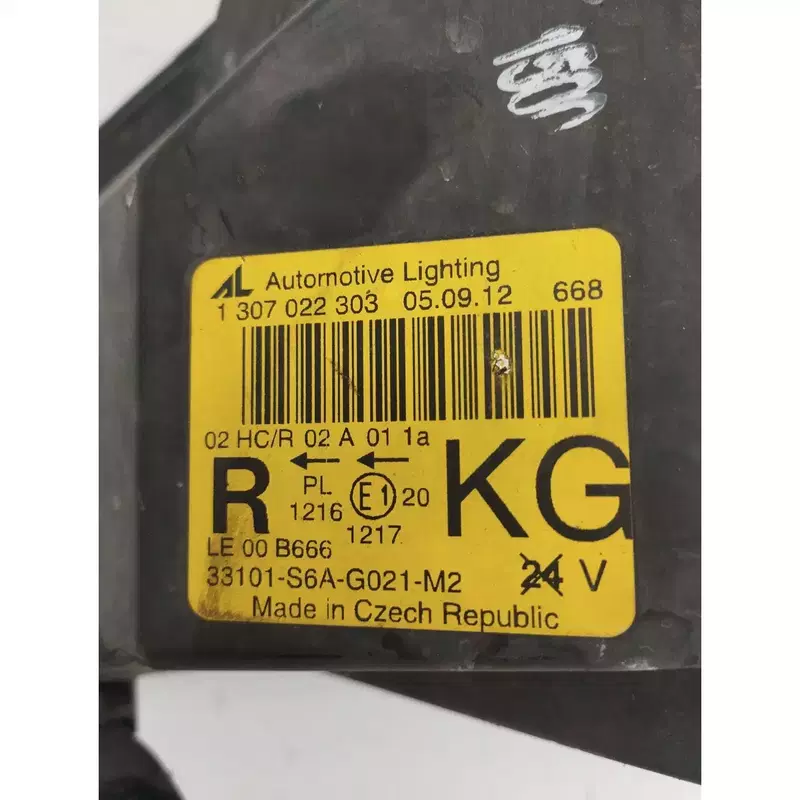 AL Automotive Lighting
1 307 022 303 05.09.12 668
02 HC/R 02 A 01 1a
R ← ← KG
PL E1 20
1216 1217
LE 00 B666
33101-S6A-G021-M2 24 V
Made in Czech Republic